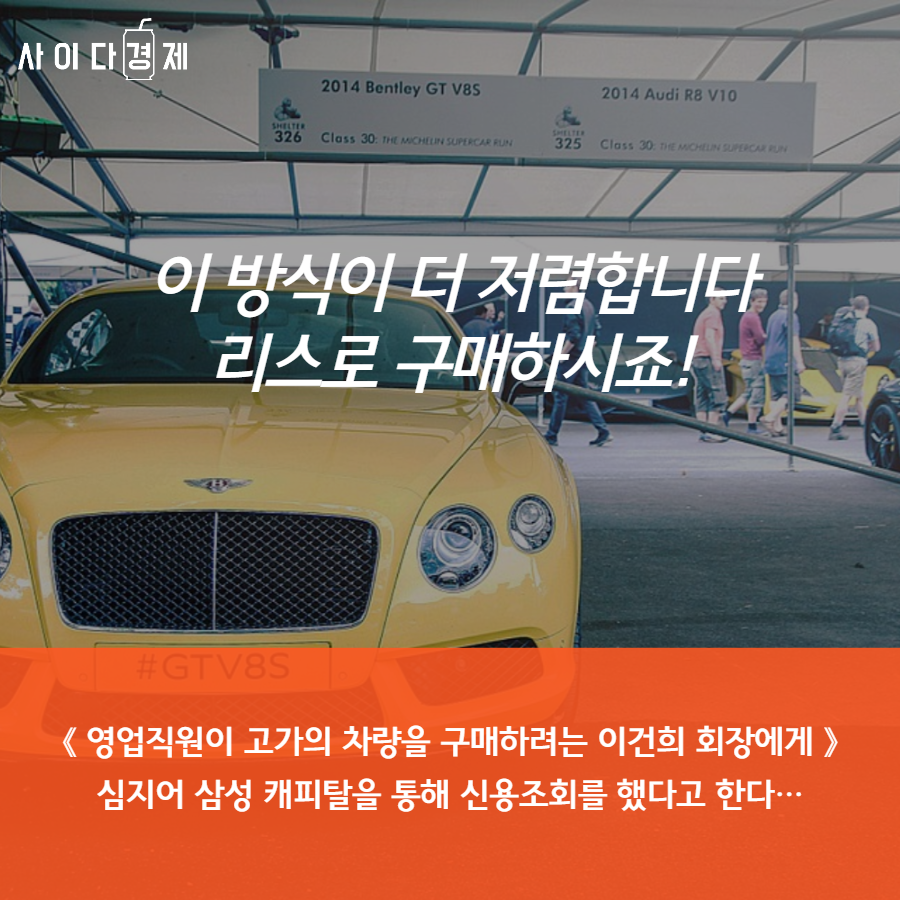 사이다경제
2014 Bentley GT V8S
2014 Audi R8 V10
SHELTER
326
Class 30: THE MICHELIN SUPERCAR RUN
SHELTER
325
Class 30: THE MICHELIN SUPERCAR RUN
이 방식이 더 저렴합니다
리스로 구매하시죠!
#GTV8S
《 영업직원이 고가의 차량을 구매하려는 이건희 회장에게 》
심지어 삼성 캐피탈을 통해 신용조회를 했다고 한다…